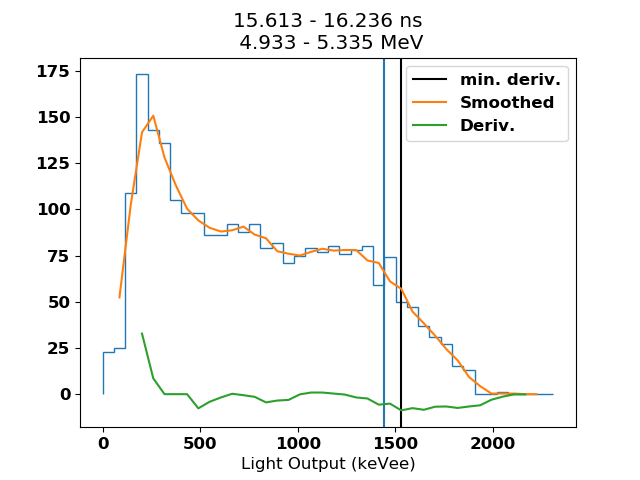 15.613 - 16.236 ns
4.933 - 5.335 MeV
min. deriv.
Smoothed
Deriv.
175
150
125
100
75
50
25
0
0 500 1000 1500 2000
Light Output (keVee)